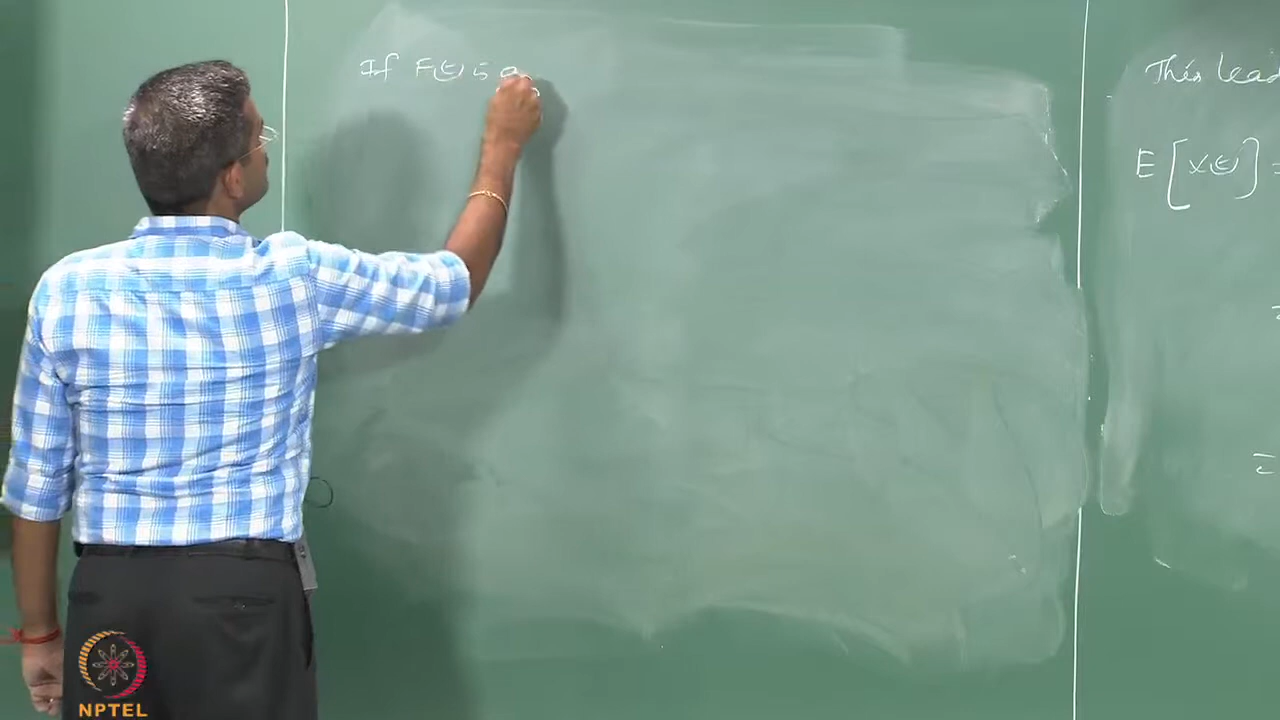 If F(t) is a
This lead
E[X(t)] =
=
=
NPTEL